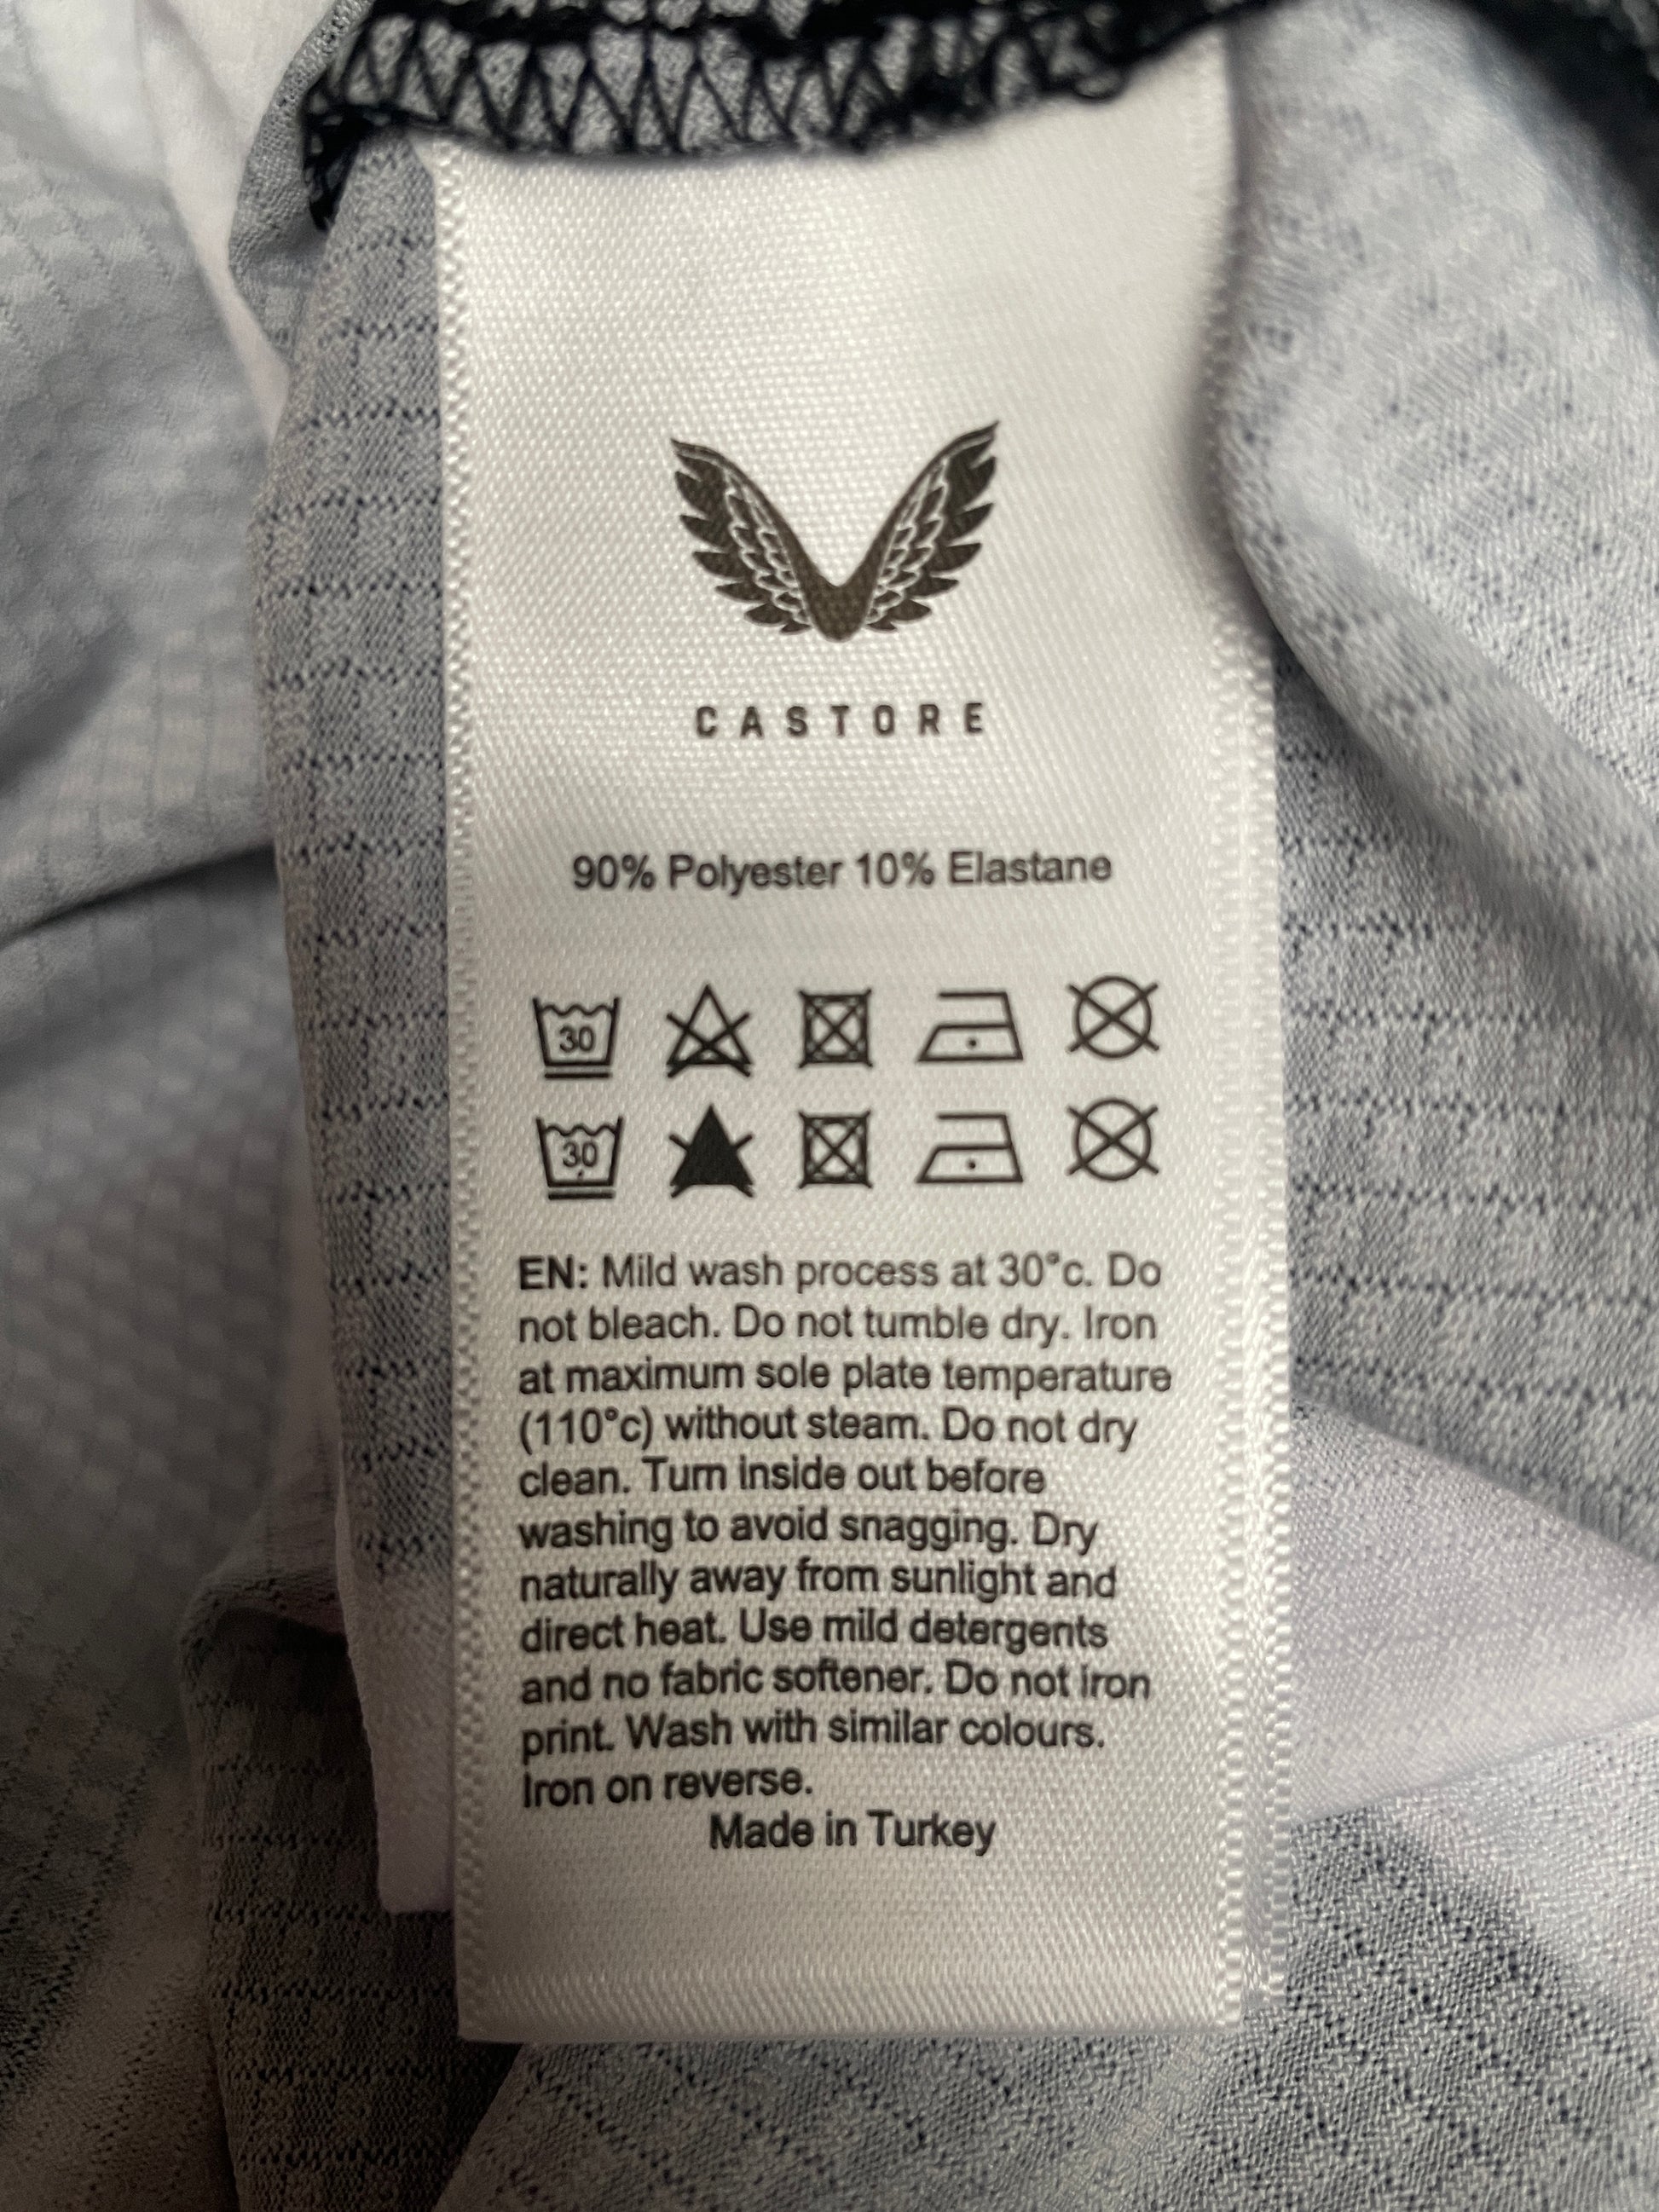 CASTORE
90% Polyester 10% Elastane
30
30
EN: Mild wash process at 30°c. Do
not bleach. Do not tumble dry. Iron
at maximum sole plate temperature
(110°c) without steam. Do not dry
clean. Turn inside out before
washing to avoid snagging. Dry
naturally away from sunlight and
direct heat. Use mild detergents
and no fabric softener. Do not iron
print. Wash with similar colours.
Iron on reverse.
Made in Turkey